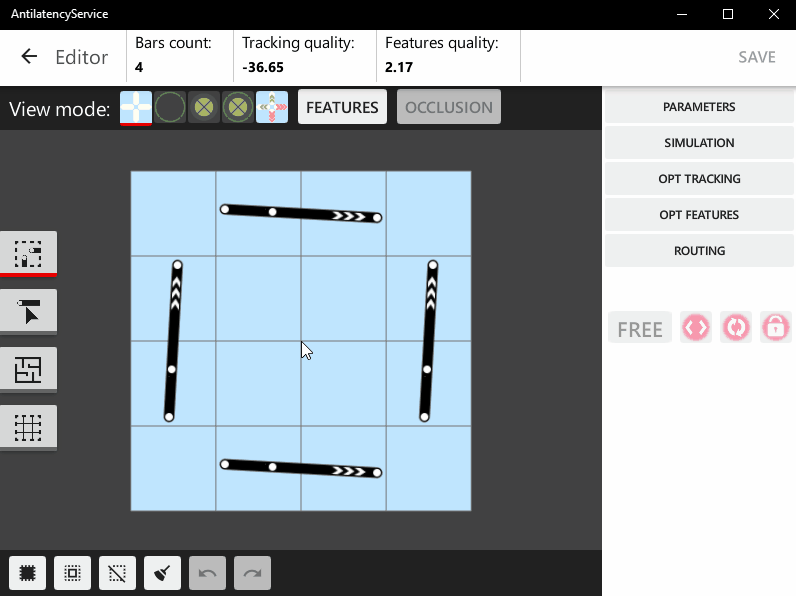 AntilatencyService
Editor
Bars count:
4
Tracking quality:
-36.65
Features quality:
2.17
SAVE
View mode:
FEATURES
OCCLUSION
PARAMETERS
SIMULATION
OPT TRACKING
OPT FEATURES
ROUTING
FREE